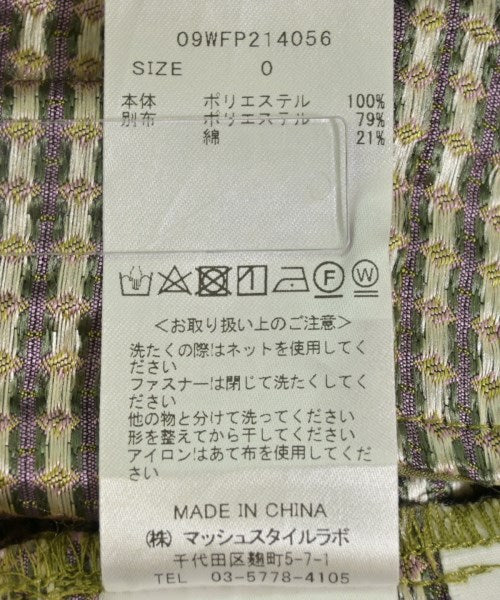 09WFP214056
SIZE 0
本体 ポリエステル 100%
別布 ポリエステル 79%
綿 21%
F W
＜お取り扱い上のご注意＞
洗たくの際はネットを使用してく
ださい
ファスナーは閉じて洗たくしてく
ださい
他の物と分けて洗ってください
形を整えてから干してください
アイロンはあて布を使用してくだ
さい
MADE IN CHINA
(株) マッシュスタイルラボ
千代田区麹町5-7-1
TEL 03-5778-4105